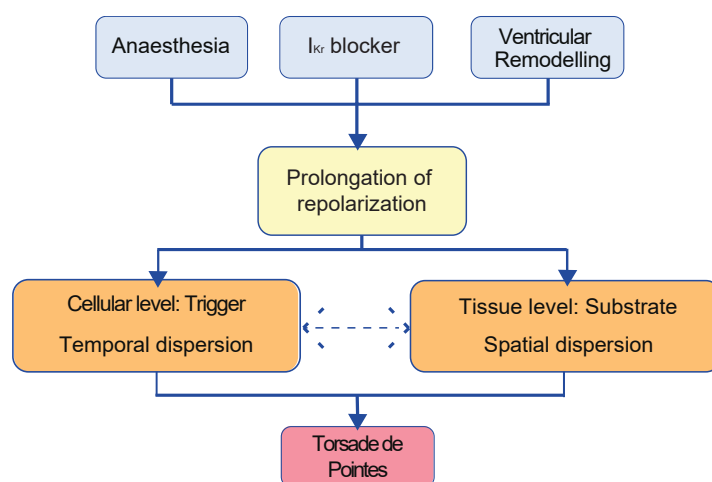 Anaesthesia
IKr blocker
Ventricular
Remodelling
Prolongation of
repolarization
Cellular level: Trigger
Temporal dispersion
Tissue level: Substrate
Spatial dispersion
Torsade de
Pointes